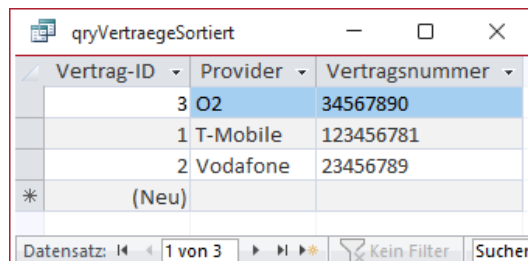 qryVertraegeSortiert
Vertrag-ID Provider Vertragsnummer
3 O2 34567890
1 T-Mobile 123456781
2 Vodafone 23456789
* (Neu)
Datensatz: 1 von 3 Kein Filter Suchen